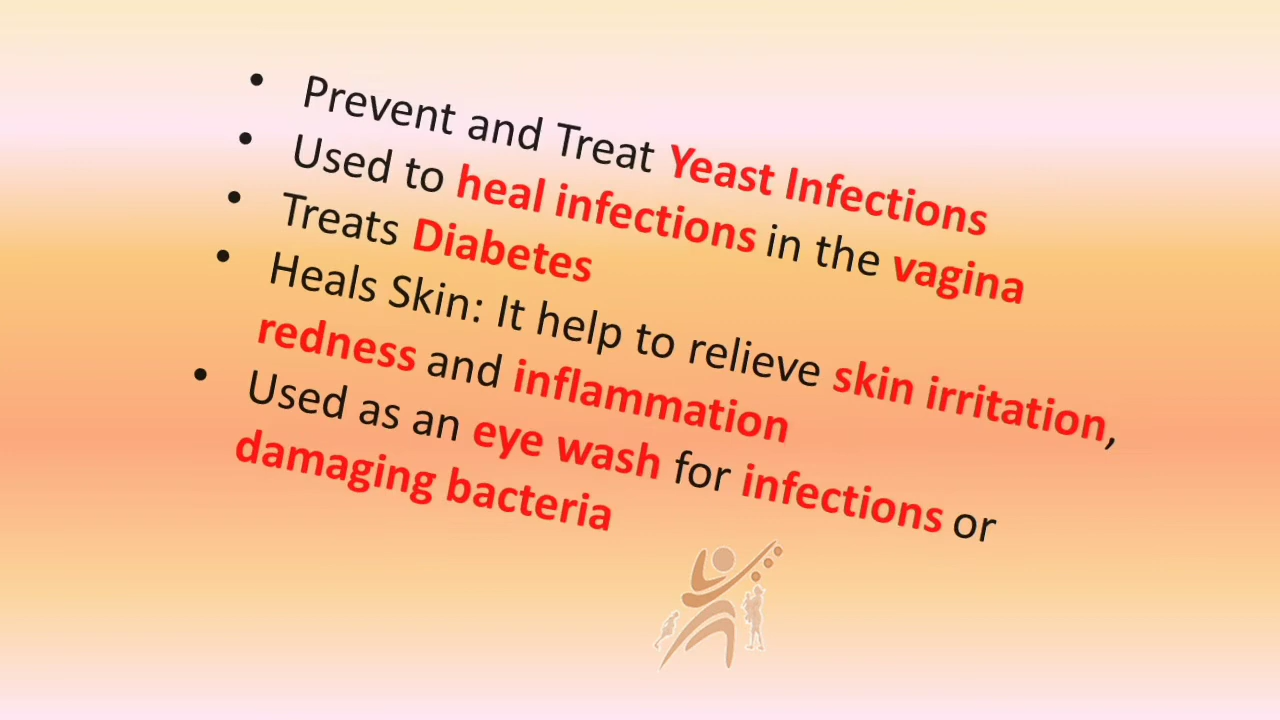 • Prevent and Treat Yeast Infections
• Used to heal infections in the vagina
• Treats Diabetes
• Heals Skin: It help to relieve skin irritation,
redness and inflammation
• Used as an eye wash for infections or
damaging bacteria